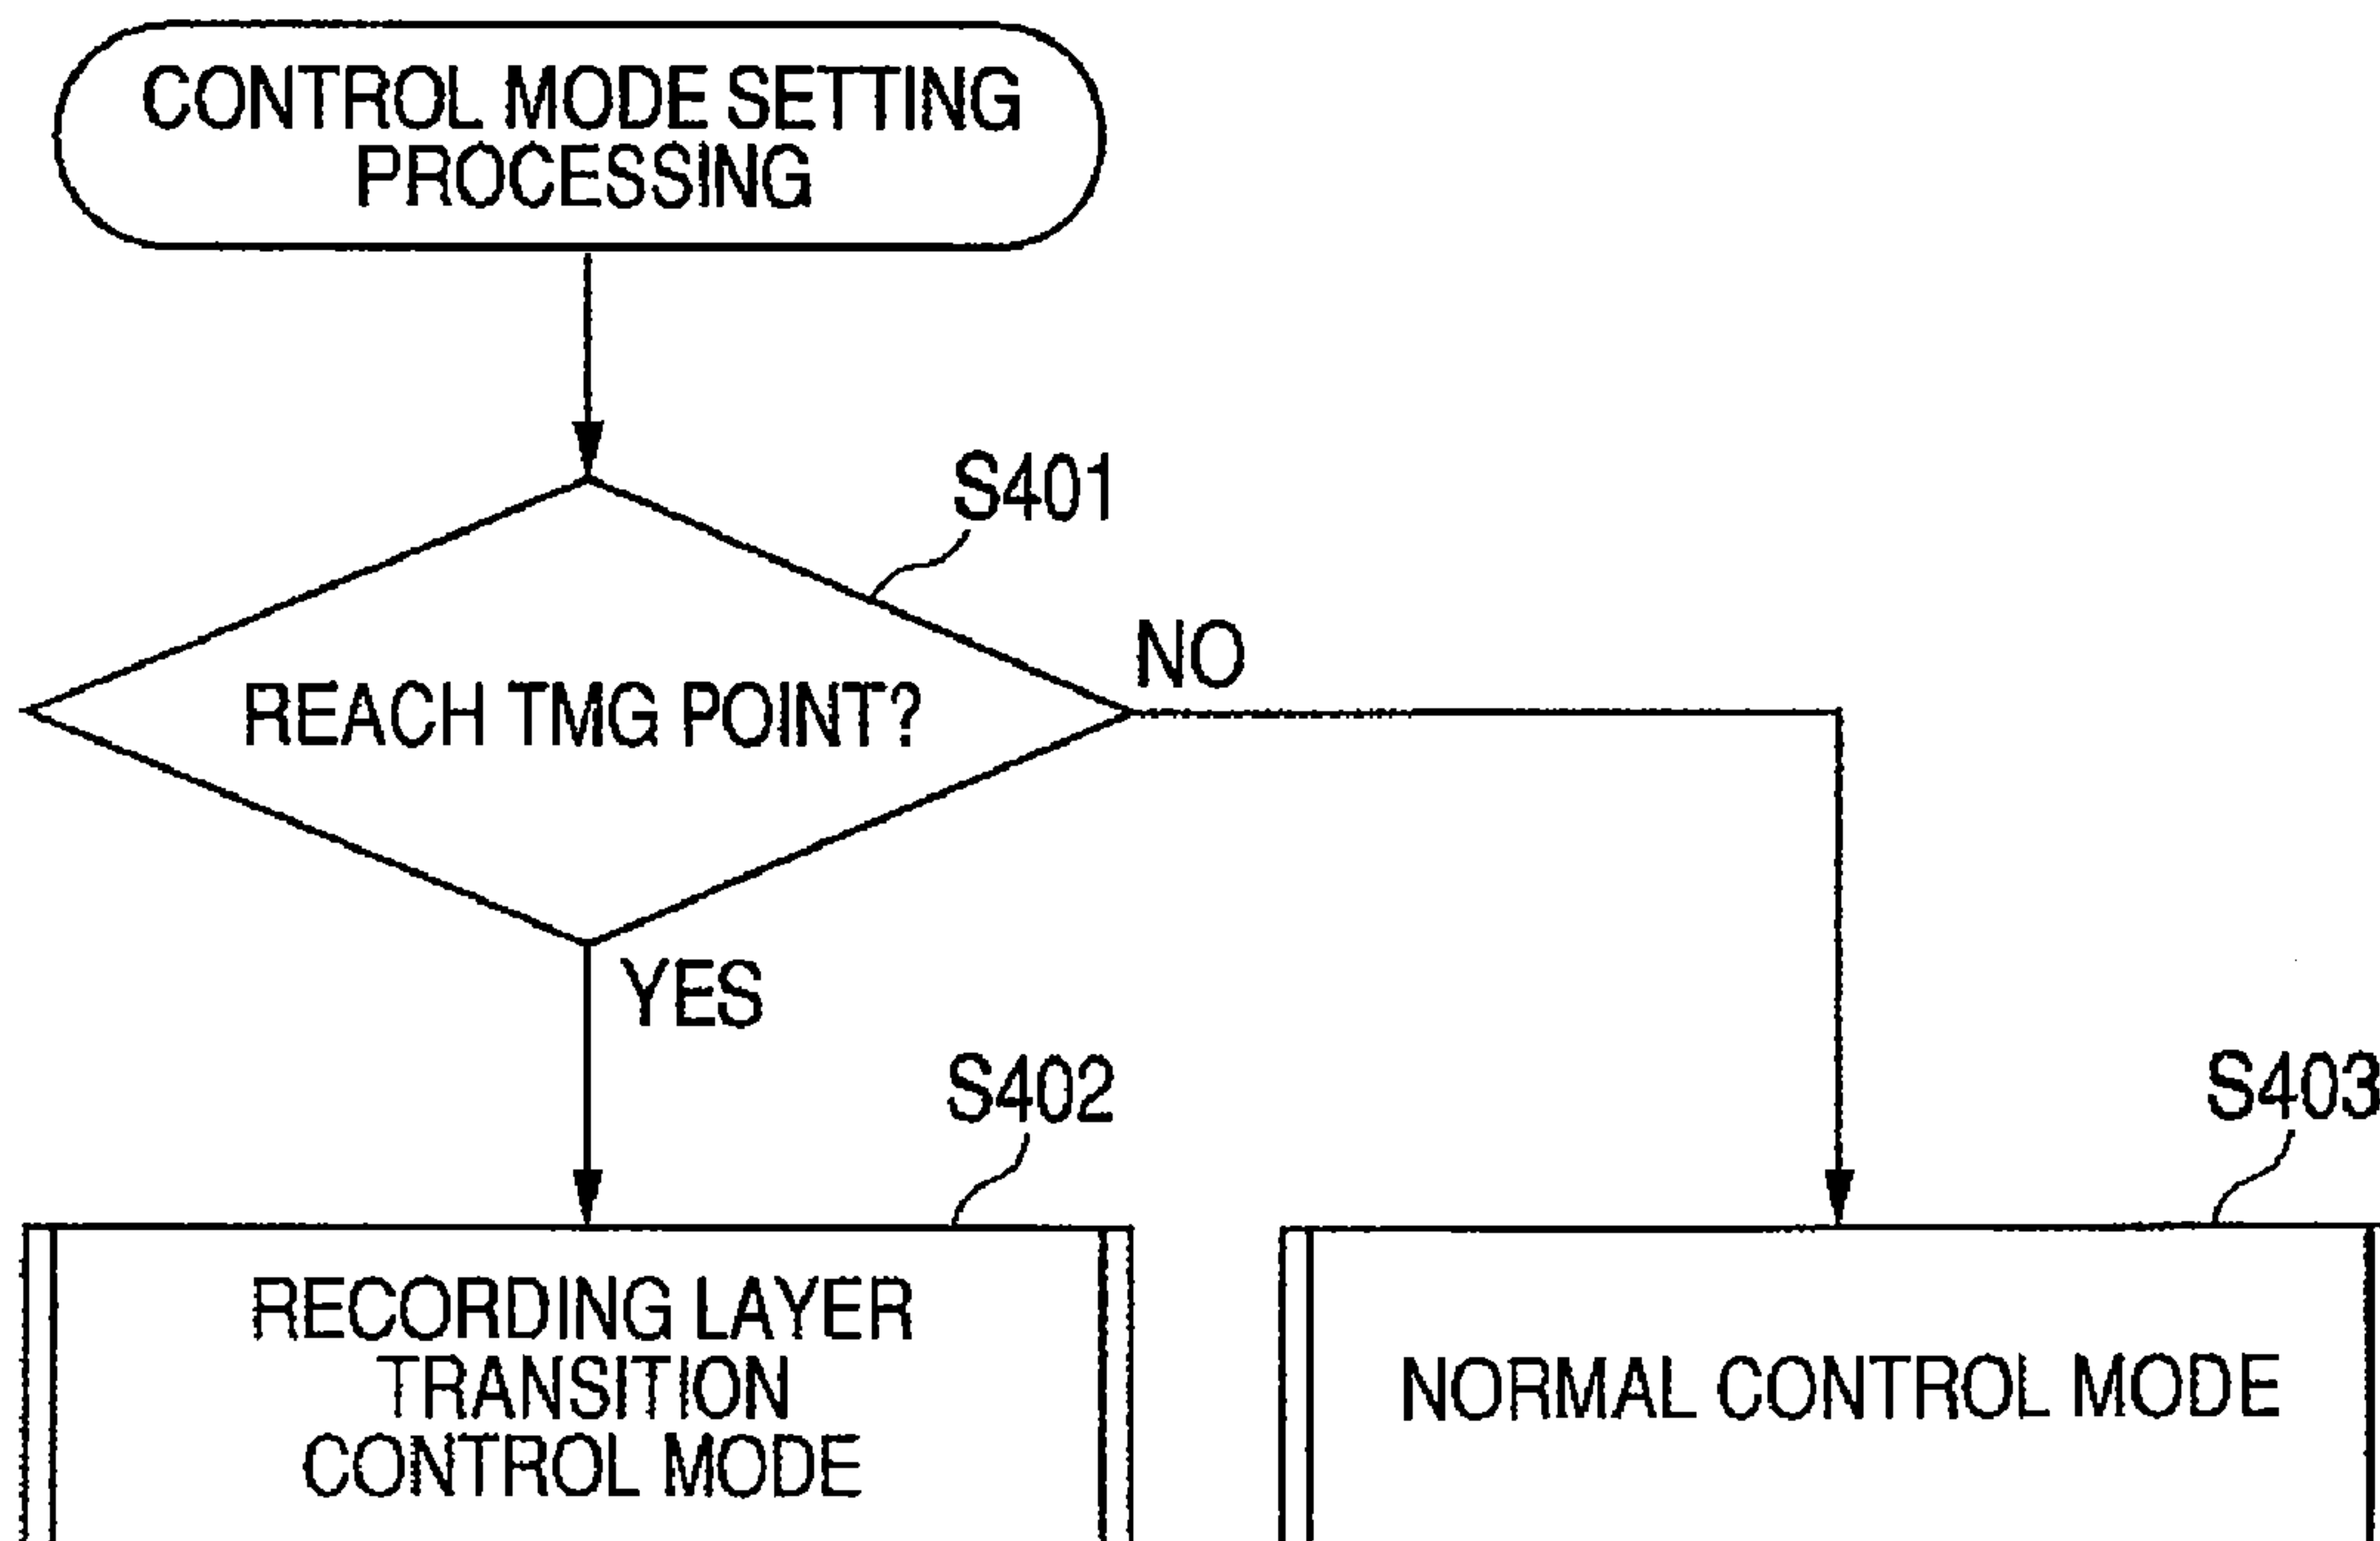 CONTROL MODE SETTING
PROCESSING
S401
REACH TMG POINT?
NO
YES
S402
S403
RECORDING LAYER
TRANSITION
CONTROL MODE
NORMAL CONTROL MODE